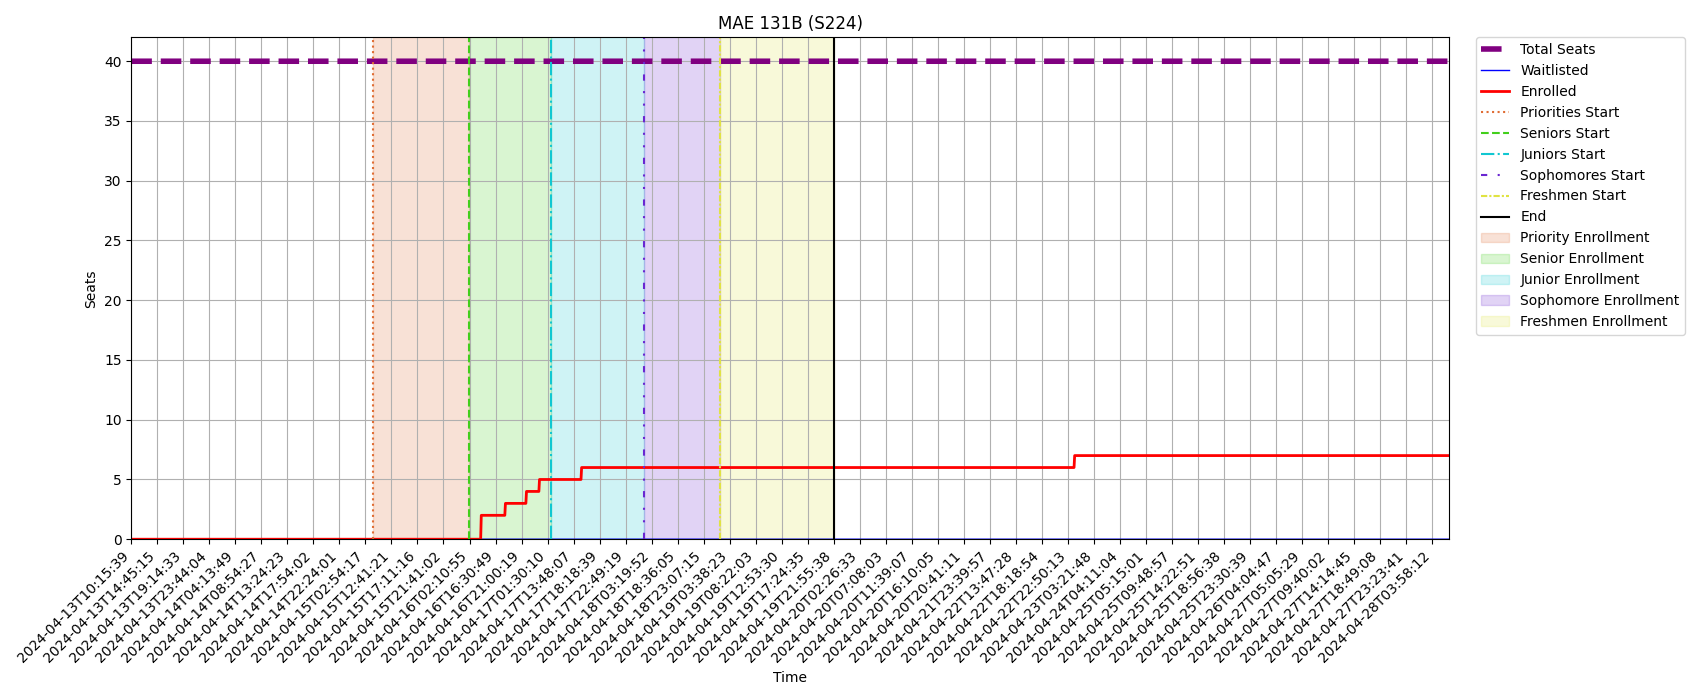 MAE 131B (S224)
Seats
40
35
30
25
20
15
10
5
0
2024-04-13T10:15:39
2024-04-13T14:45:15
2024-04-13T19:14:33
2024-04-13T23:44:04
2024-04-14T04:13:49
2024-04-14T08:54:27
2024-04-14T13:24:23
2024-04-14T17:54:02
2024-04-14T22:24:01
2024-04-15T02:54:17
2024-04-15T12:41:21
2024-04-15T17:11:16
2024-04-15T21:41:02
2024-04-16T02:10:55
2024-04-16T16:30:49
2024-04-16T21:00:19
2024-04-17T01:30:10
2024-04-17T13:48:07
2024-04-17T18:18:39
2024-04-17T22:49:19
2024-04-18T03:19:52
2024-04-18T18:36:05
2024-04-18T23:07:15
2024-04-19T03:38:23
2024-04-19T08:22:03
2024-04-19T12:53:30
2024-04-19T17:24:35
2024-04-19T21:55:38
2024-04-20T02:26:33
2024-04-20T07:08:03
2024-04-20T11:39:07
2024-04-20T16:10:05
2024-04-20T20:41:11
2024-04-21T23:39:57
2024-04-22T13:47:28
2024-04-22T18:18:54
2024-04-22T22:50:13
2024-04-23T03:21:48
2024-04-24T04:11:04
2024-04-25T05:15:01
2024-04-25T09:48:57
2024-04-25T14:22:51
2024-04-25T18:56:38
2024-04-25T23:30:39
2024-04-26T04:04:47
2024-04-27T05:05:29
2024-04-27T09:40:02
2024-04-27T14:14:45
2024-04-27T18:49:08
2024-04-27T23:23:41
2024-04-28T03:58:12
Time
Total Seats
Waitlisted
Enrolled
Priorities Start
Seniors Start
Juniors Start
Sophomores Start
Freshmen Start
End
Priority Enrollment
Senior Enrollment
Junior Enrollment
Sophomore Enrollment
Freshmen Enrollment